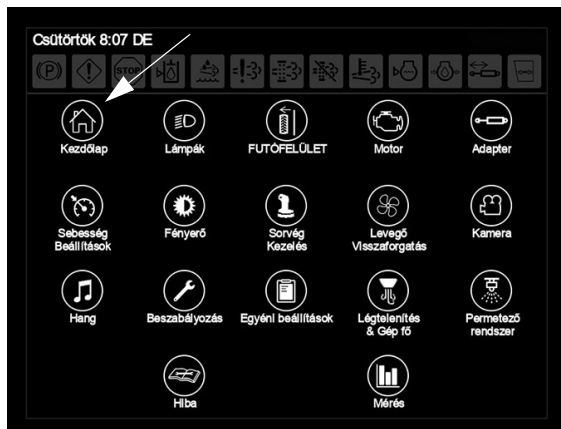 Csütörtök 8:07 DE
(P) STOP
Kezdőlap Lámpák FUTÓFELÜLET Motor Adapter
Sebesség Fényerő Sorvég Levegő Kamera
Beállítások Kezelés Visszaforgatás
Hang Beszabályozás Egyéni beállítások Légtelenítés Permetező
& Gép fő rendszer
Hiba Mérés